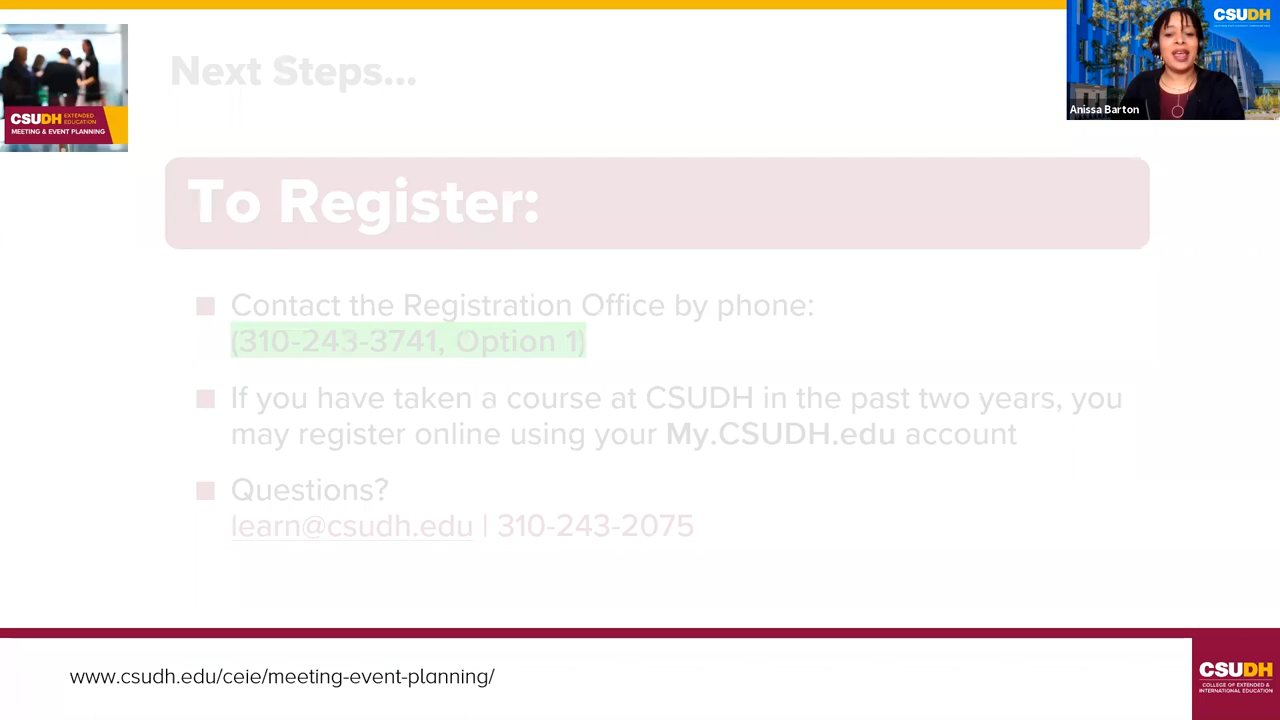 CSUDH EXTENDED EDUCATION
MEETING & EVENT PLANNING
Next Steps...
CSUDH
Anissa Barton
To Register:
Contact the Registration Office by phone:
(310-243-3741, Option 1)
If you have taken a course at CSUDH in the past two years, you
may register online using your My.CSUDH.edu account
Questions?
learn@csudh.edu | 310-243-2075
www.csudh.edu/ceie/meeting-event-planning/
CSUDH
COLLEGE OF EXTENDED &
INTERNATIONAL EDUCATION